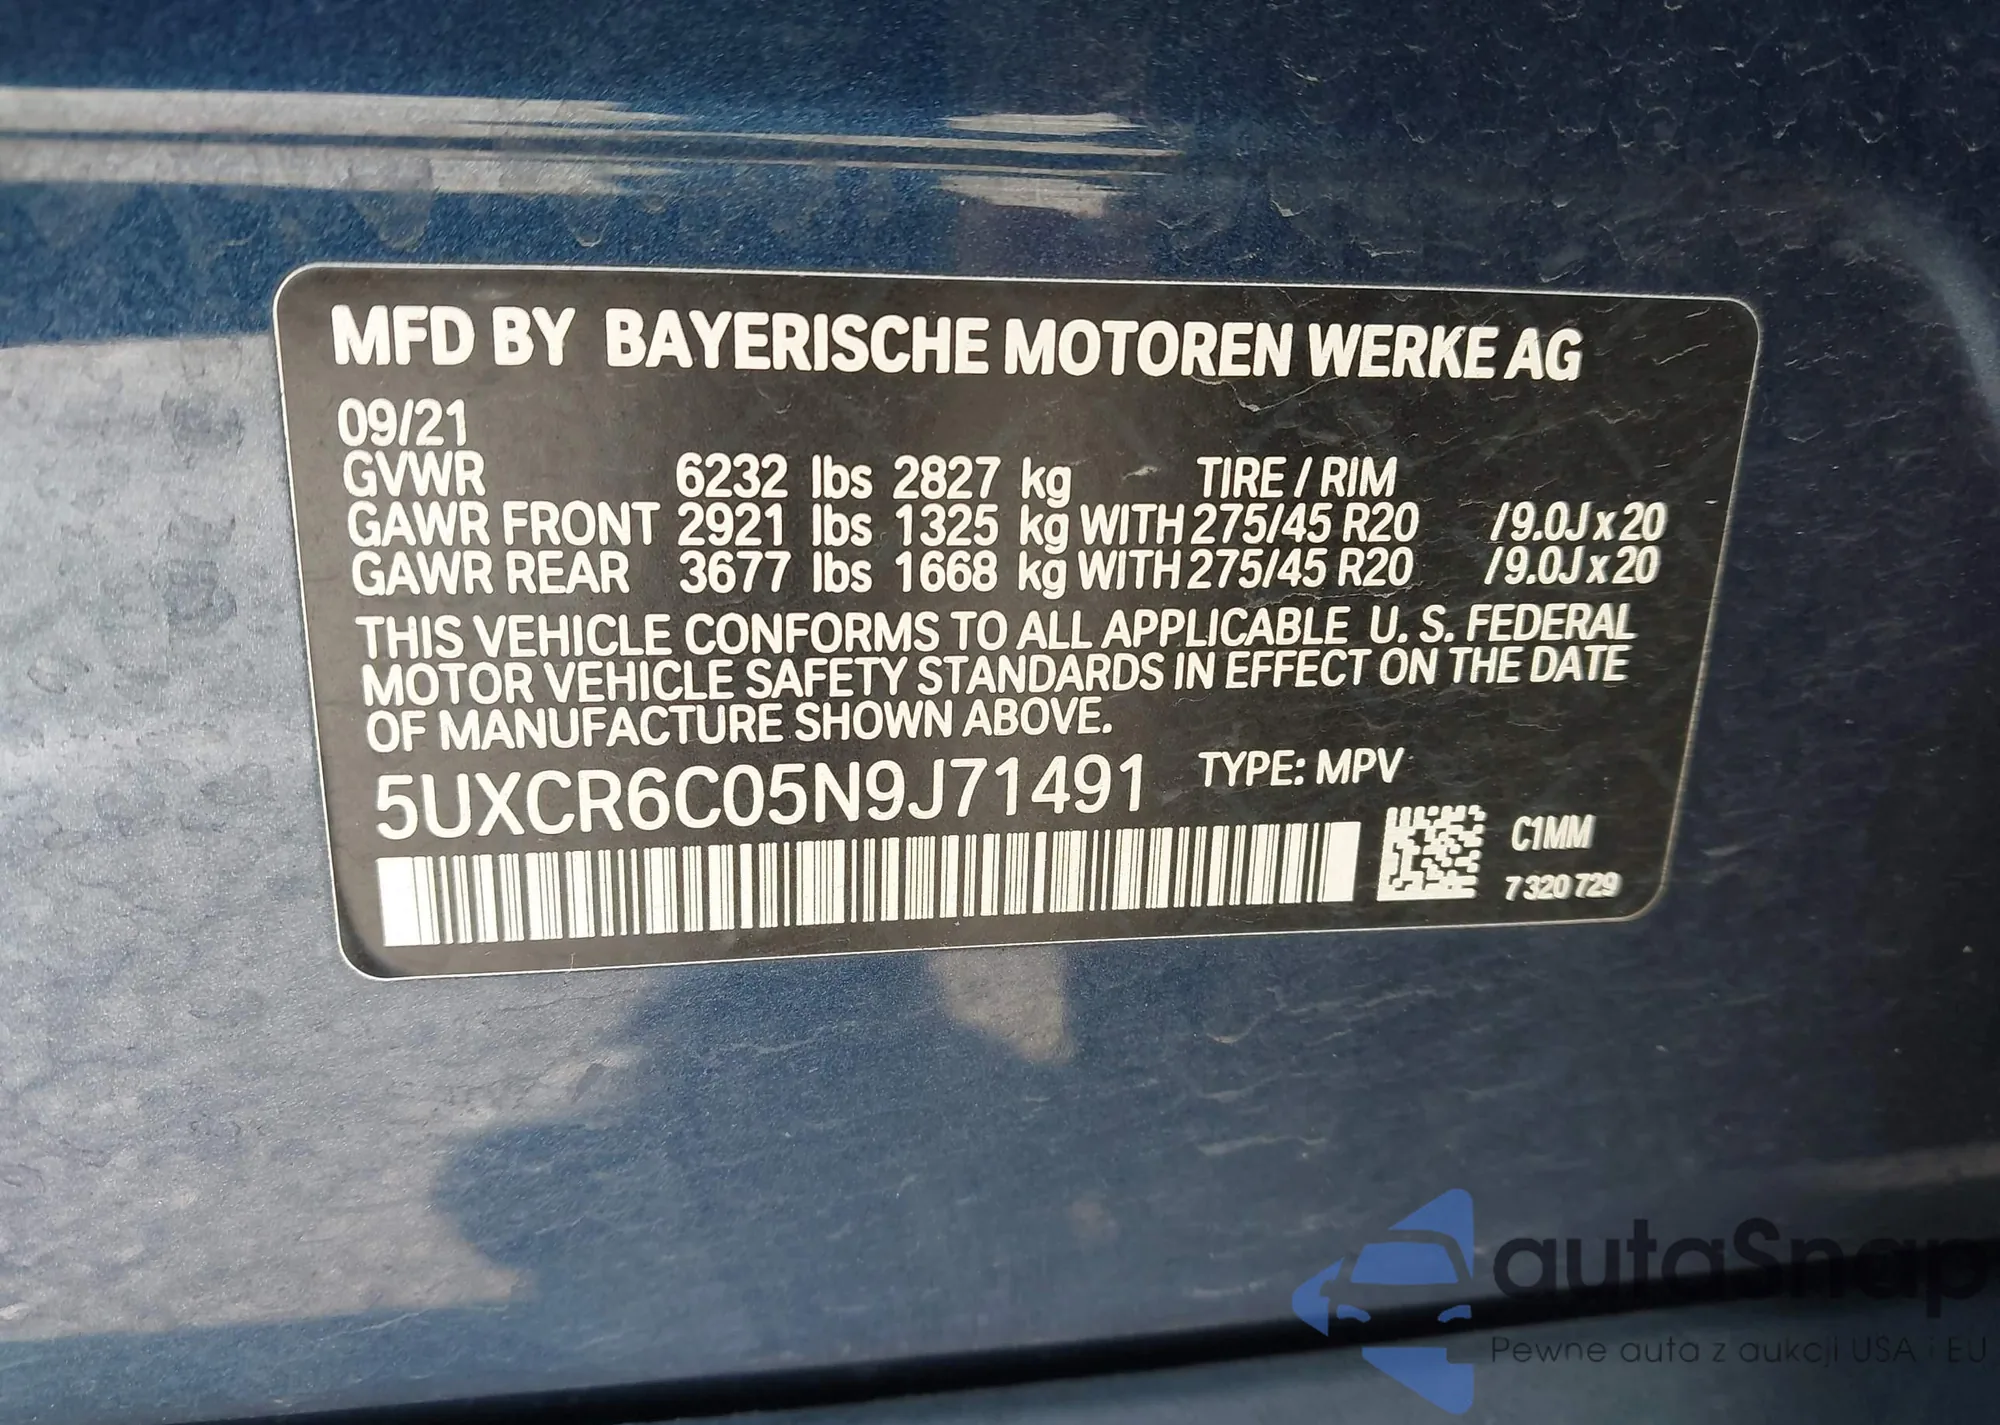 MFD BY BAYERISCHE MOTOREN WERKE AG
09/21
GVWR 6232 lbs 2827 kg TIRE / RIM
GAWR FRONT 2921 lbs 1325 kg WITH 275/45 R20 /9.0J x 20
GAWR REAR 3677 lbs 1668 kg WITH 275/45 R20 /9.0J x 20
THIS VEHICLE CONFORMS TO ALL APPLICABLE U. S. FEDERAL
MOTOR VEHICLE SAFETY STANDARDS IN EFFECT ON THE DATE
OF MANUFACTURE SHOWN ABOVE.
5UXCR6C05N9J71491 TYPE: MPV
C1MM
7 320 729
autaSnap
Pewne auta z aukcji USA i EU